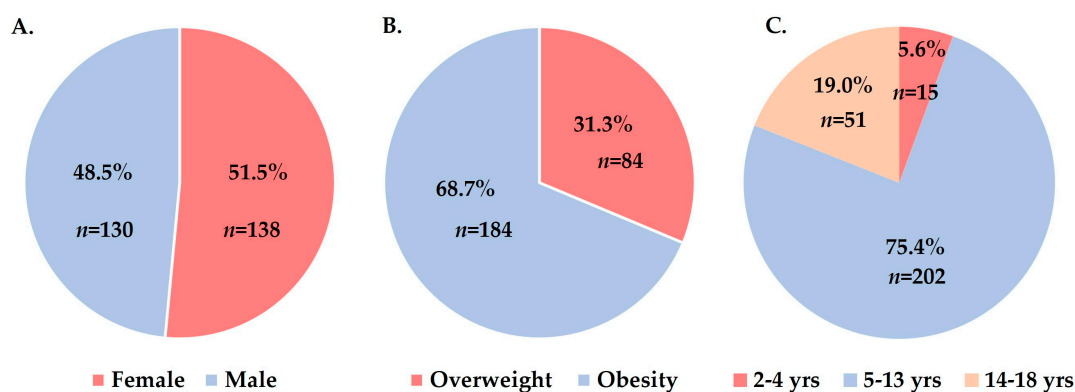 A.
48.5%
n=130
51.5%
n=138
Female Male
B.
31.3%
n=84
68.7%
n=184
Overweight Obesity
C.
5.6%
n=15
19.0%
n=51
75.4%
n=202
2-4 yrs 5-13 yrs 14-18 yrs